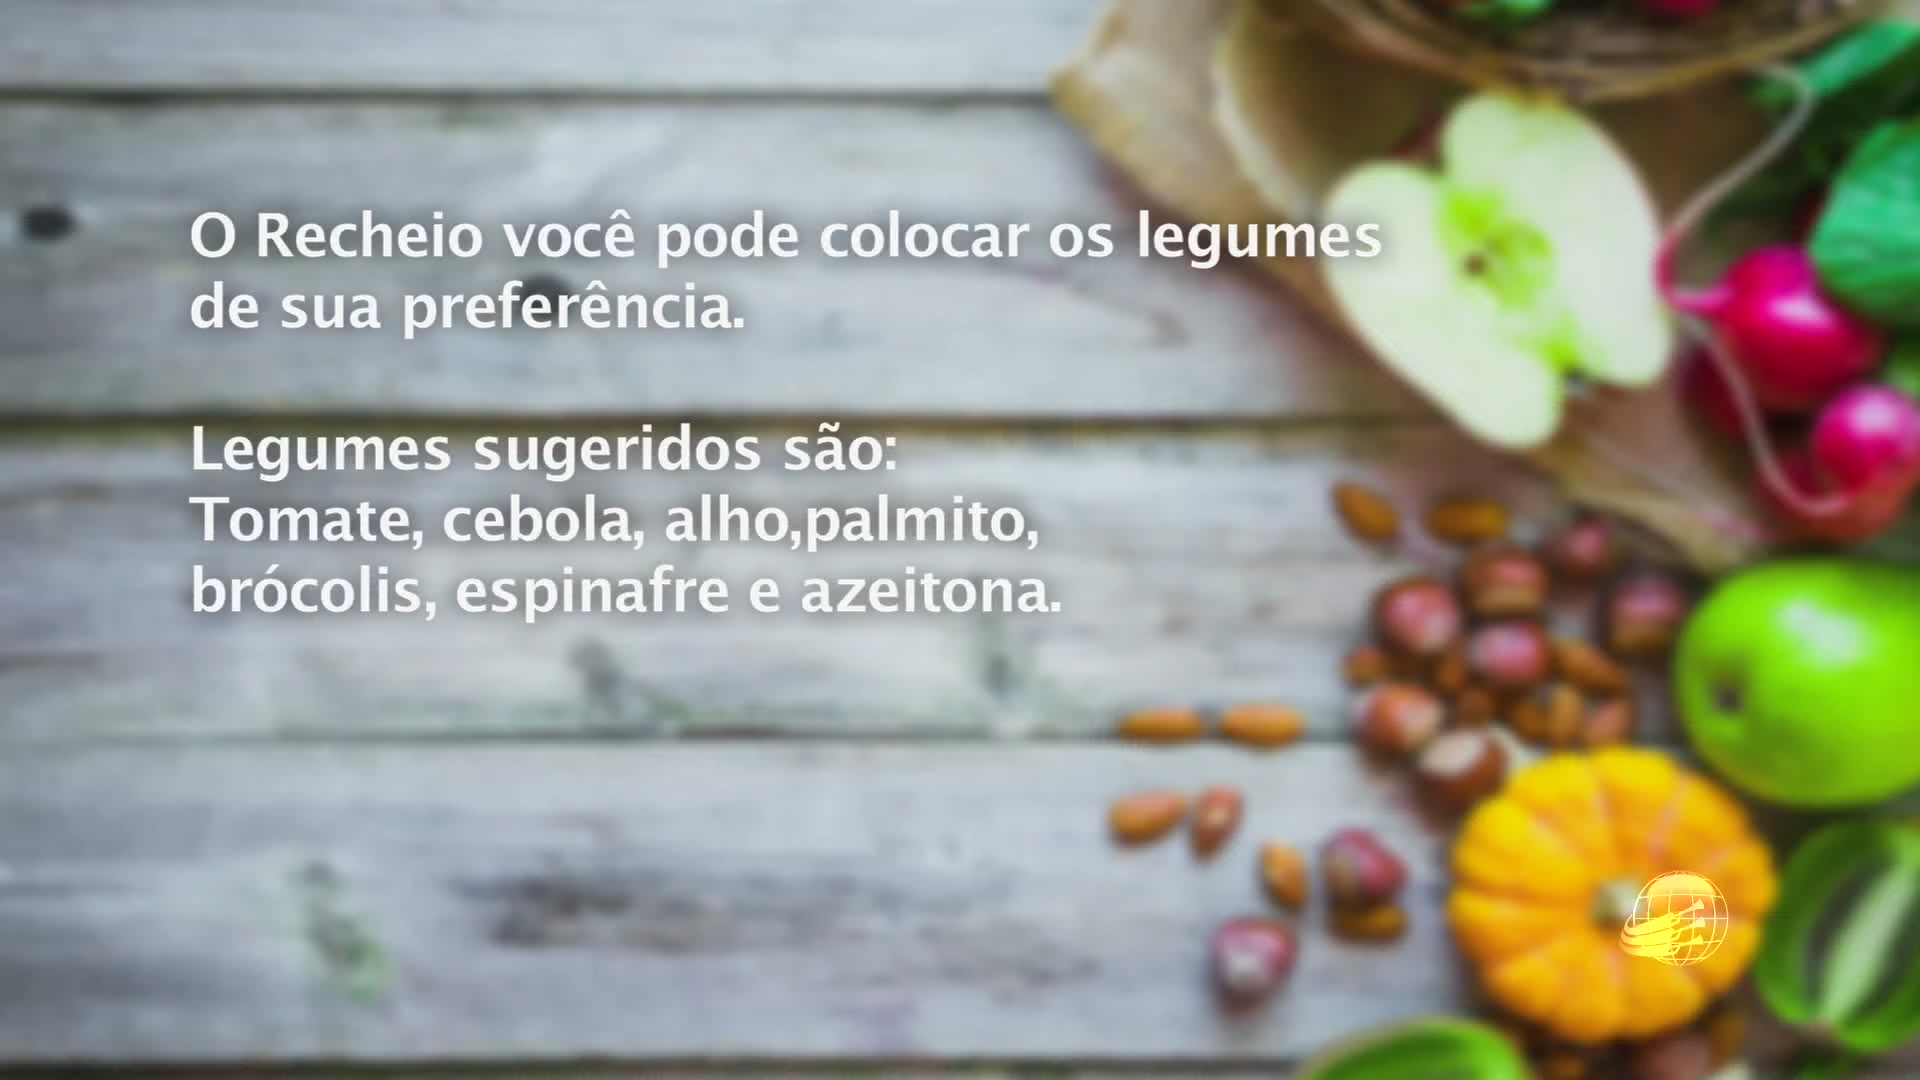 O Recheio você pode colocar os legumes
de sua preferência.
Legumes sugeridos são:
Tomate, cebola, alho,palmito,
brócolis, espinafre e azeitona.